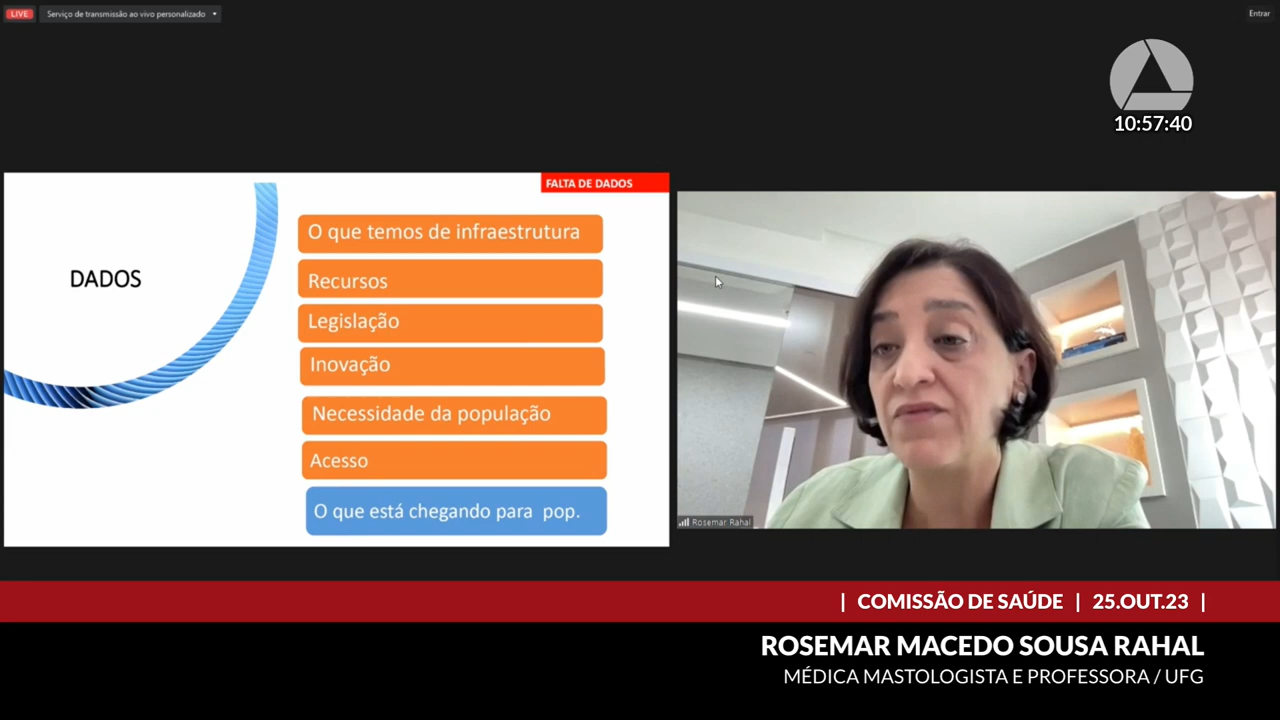 LIVE
Serviço de transmissão ao vivo personalizado
Entrar
10:57:40
FALTA DE DADOS
DADOS
O que temos de infraestrutura
Recursos
Legislação
Inovação
Necessidade da população
Acesso
O que está chegando para pop.
Rosemar Rahal
| COMISSÃO DE SAÚDE | 25.OUT.23 |
ROSEMAR MACEDO SOUSA RAHAL
MÉDICA MASTOLOGISTA E PROFESSORA / UFG